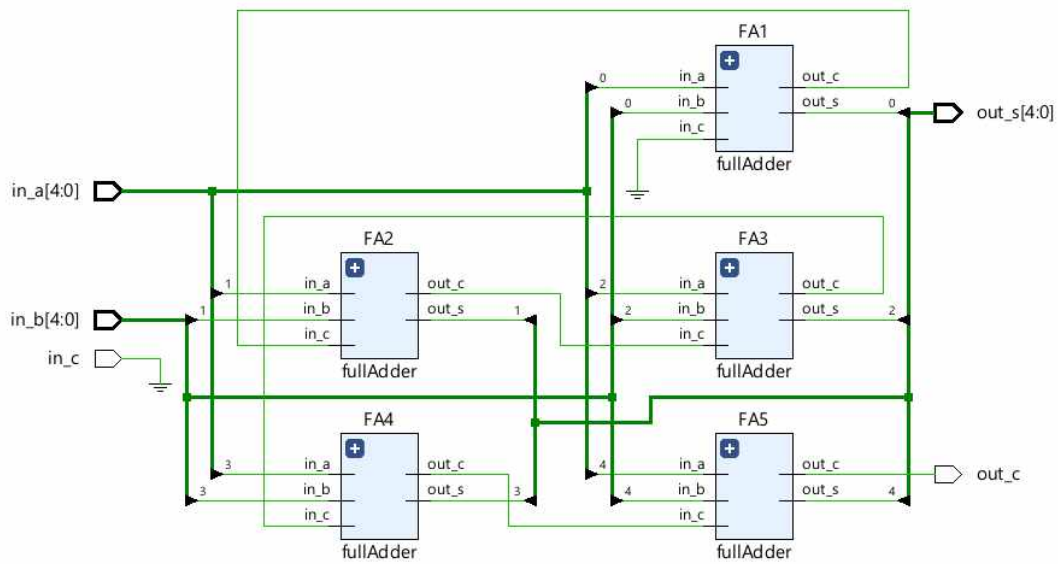 FA1
0 in_a out_c
0 in_b out_s 0 out_s[4:0]
in_c
fullAdder
in_a[4:0]
FA2 FA3
1 in_a out_c 2 in_a out_c
in_b[4:0] 1 in_b out_s 1 2 in_b out_s 2
in_c in_c
in_c
fullAdder fullAdder
FA4 FA5
3 in_a out_c 4 in_a out_c out_c
3 in_b out_s 3 4 in_b out_s 4
in_c in_c
fullAdder fullAdder